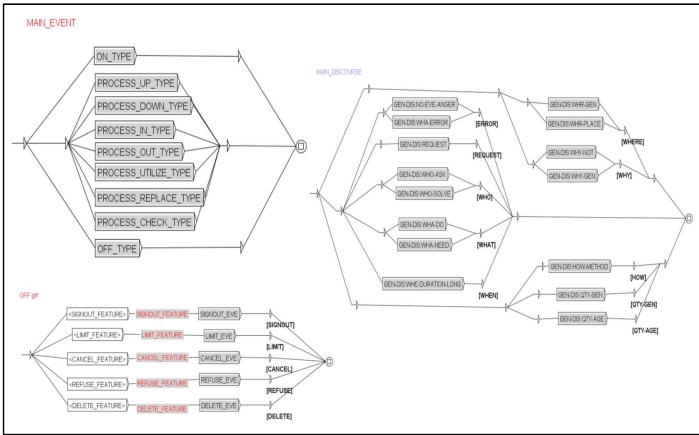 MAIN_EVENT
ON_TYPE
PROCESS_UP_TYPE
PROCESS_DOWN_TYPE
PROCESS_IN_TYPE
PROCESS_OUT_TYPE
PROCESS_UTILIZE_TYPE
PROCESS_REPLACE_TYPE
PROCESS_CHECK_TYPE
OFF_TYPE
MAIN_DISCOURSE
GEN-DIS:NO-EVE-ANGER
GEN-DIS:WHA-ERROR
[ERROR]
GEN-DIS:REQUEST
[REQUEST]
GEN-DIS:WHO-ASK
GEN-DIS:WHO-SOLVE
[WHO]
GEN-DIS:WHA-DO
GEN-DIS:WHA-NEED
[WHAT]
GEN-DIS:WHE-DURATION-LONG
[WHEN]
GEN-DIS:WHR-GEN
GEN-DIS:WHR-PLACE
[WHERE]
GEN-DIS:WHY-NOT
GEN-DIS:WHY-GEN
[WHY]
GEN-DIS:HOW-METHOD
[HOW]
GEN-DIS:QTY-GEN
[QTY-GEN]
GEN-DIS:QTY-AGE
[QTY-AGE]
OFF.grf
<SIGNOUT_FEATURE> SIGNOUT_FEATURE SIGNOUT_EVE
[SIGNOUT]
<LIMIT_FEATURE> LIMIT_FEATURE LIMIT_EVE
[LIMIT]
<CANCEL_FEATURE> CANCEL_FEATURE CANCEL_EVE
[CANCEL]
<REFUSE_FEATURE> REFUSE_FEATURE REFUSE_EVE
[REFUSE]
<DELETE_FEATURE> DELETE_FEATURE DELETE_EVE
[DELETE]